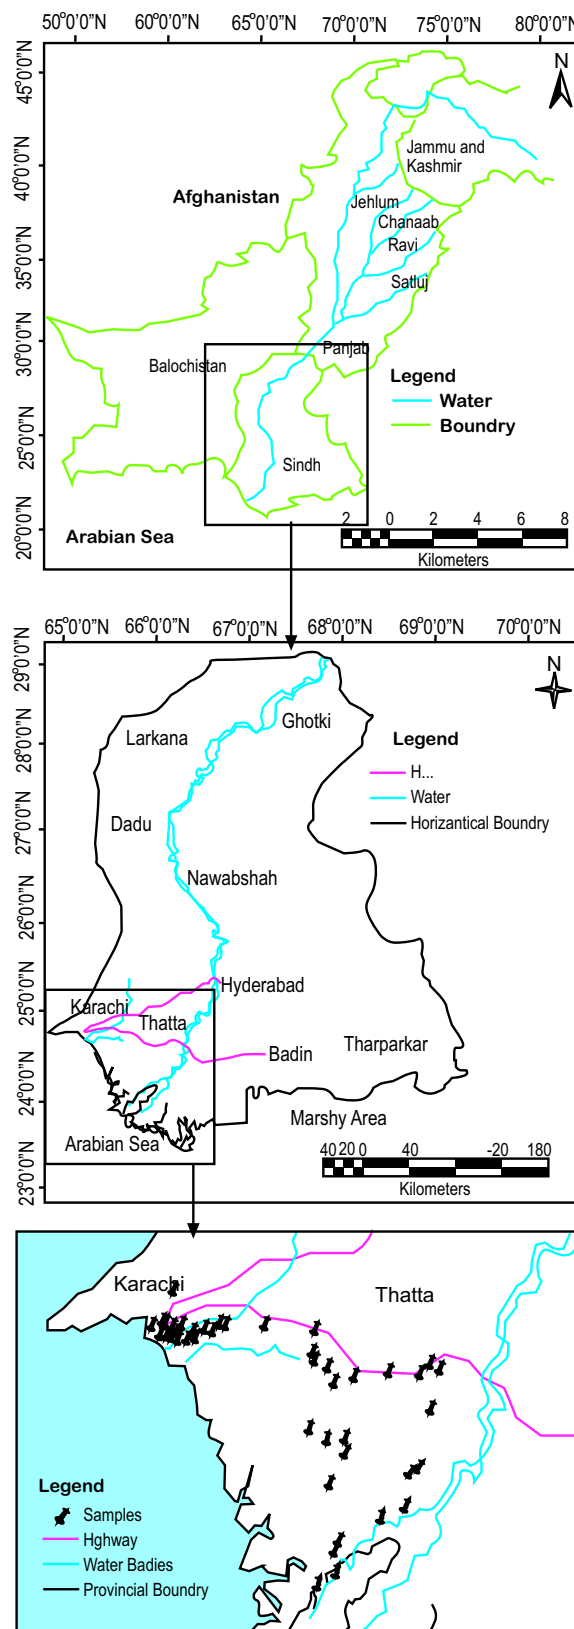 50°0'0"N 60°0'0"N 65°0'0"N 70°0'0"N 75°0'0"N 80°0'0"N
45°0'0"N
40°0'0"N
35°0'0"N
30°0'0"N
25°0'0"N
20°0'0"N
N
Jammu and
Kashmir
Afghanistan
Jehlum
Chanaab
Ravi
Satluj
Panjab
Balochistan
Legend
Water
Boundry
Sindh
Arabian Sea
2 0 2 4 6 8
Kilometers
65°0'0"N 66°0'0"N 67°0'0"N 68°0'0"N 69°0'0"N 70°0'0"N
29°0'0"N
28°0'0"N
27°0'0"N
26°0'0"N
25°0'0"N
24°0'0"N
23°0'0"N
N
Ghotki
Larkana
Legend
H...
Water
Horizantical Boundry
Dadu
Nawabshah
Hyderabad
Karachi
Thatta
Badin
Tharparkar
Marshy Area
Arabian Sea
40 20 0 40 -20 180
Kilometers
Karachi
Thatta
Legend
Samples
Hghway
Water Badies
Provincial Boundry